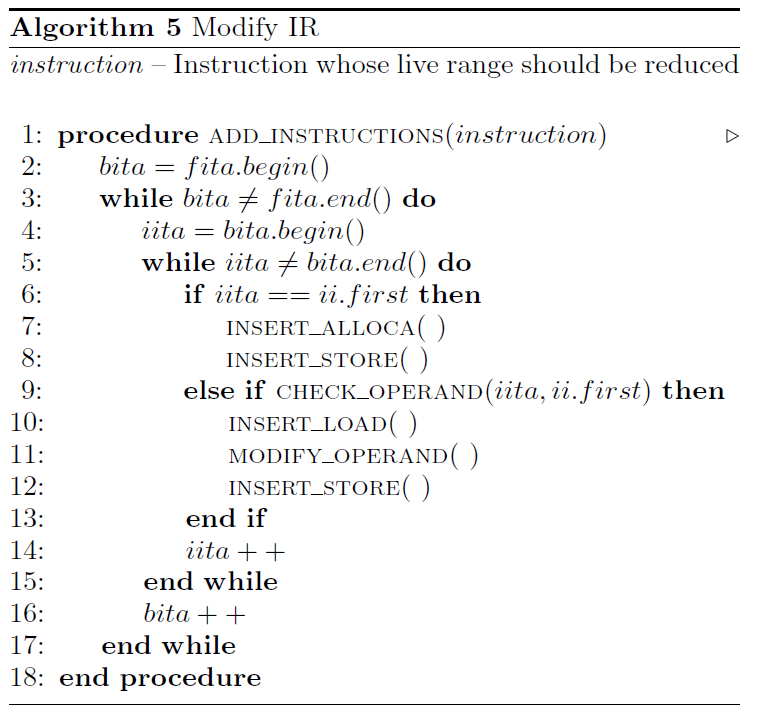 Algorithm 5 Modify IR
instruction – Instruction whose live range should be reduced
1: procedure ADD_INSTRUCTIONS(instruction) ▷
2: bita = fita.begin()
3: while bita ≠ fita.end() do
4: iita = bita.begin()
5: while iita ≠ bita.end() do
6: if iita == ii.first then
7: INSERT_ALLOCA( )
8: INSERT_STORE( )
9: else if CHECK_OPERAND(iita, ii.first) then
10: INSERT_LOAD( )
11: MODIFY_OPERAND( )
12: INSERT_STORE( )
13: end if
14: iita + +
15: end while
16: bita + +
17: end while
18: end procedure